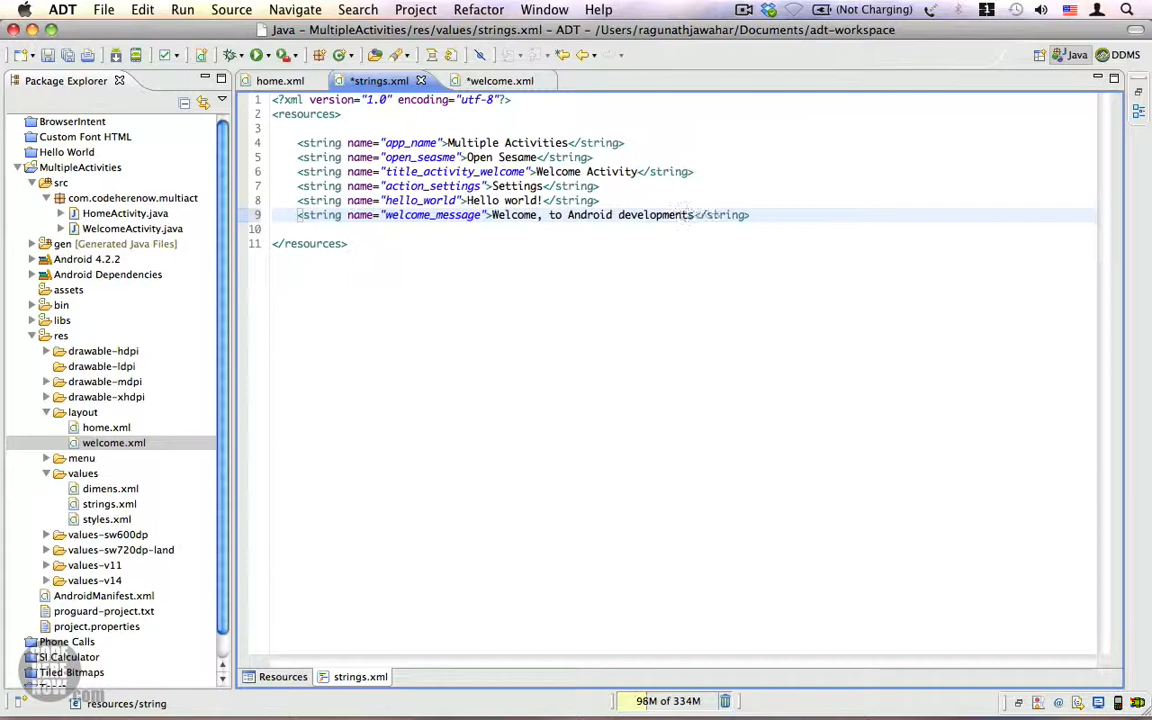 ADT File Edit Run Source Navigate Search Project Refactor Window Help (Not Charging) 1
Java – MultipleActivities/res/values/strings.xml – ADT – /Users/ragunathjawahar/Documents/adt-workspace
Java DDMS
Package Explorer
home.xml *strings.xml *welcome.xml
BrowserIntent
Custom Font HTML
Hello World
MultipleActivities
src
com.codeherenow.multiact
HomeActivity.java
WelcomeActivity.java
gen [Generated Java Files]
Android 4.2.2
Android Dependencies
assets
bin
libs
res
drawable-hdpi
drawable-ldpi
drawable-mdpi
drawable-xhdpi
layout
home.xml
welcome.xml
menu
values
dimens.xml
strings.xml
styles.xml
values-sw600dp
values-sw720dp-land
values-v11
values-v14
AndroidManifest.xml
proguard-project.txt
project.properties
Phone Calls
SI Calculator
Tiled Bitmaps
1 <?xml version="1.0" encoding="utf-8"?>
2 <resources>
3
4 <string name="app_name">Multiple Activities</string>
5 <string name="open_seasme">Open Sesame</string>
6 <string name="title_activity_welcome">Welcome Activity</string>
7 <string name="action_settings">Settings</string>
8 <string name="hello_world">Hello world!</string>
9 <string name="welcome_message">Welcome, to Android developments</string>
10
11 </resources>
Resources strings.xml
resources/string
96M of 334M
CODE HERE NOW .com